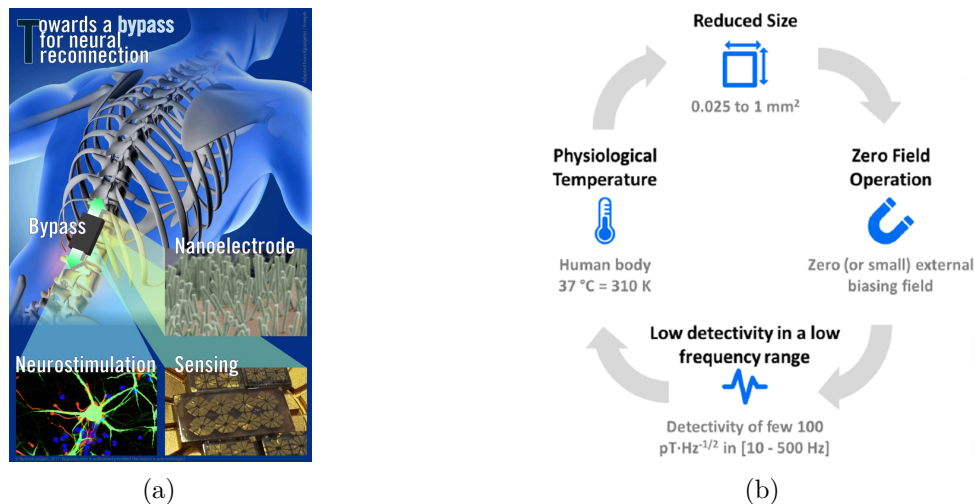 Towards a bypass
for neural
reconnection
Bypass
Nanoelectrode
Neurostimulation
Sensing
(a)
Reduced Size
0.025 to 1 mm²
Zero Field
Operation
Zero (or small) external
biasing field
Low detectivity in a low
frequency range
Detectivity of few 100
pT·Hz⁻¹/² in [10 - 500 Hz]
Physiological
Temperature
Human body
37 °C = 310 K
(b)